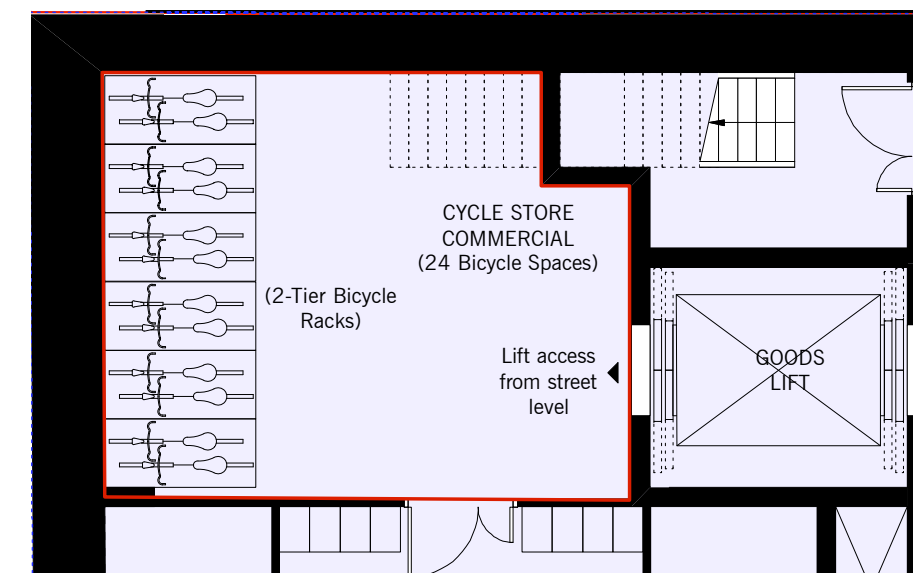 CYCLE STORE
COMMERCIAL
(24 Bicycle Spaces)
(2-Tier Bicycle
Racks)
Lift access
from street
level
GOODS
LIFT